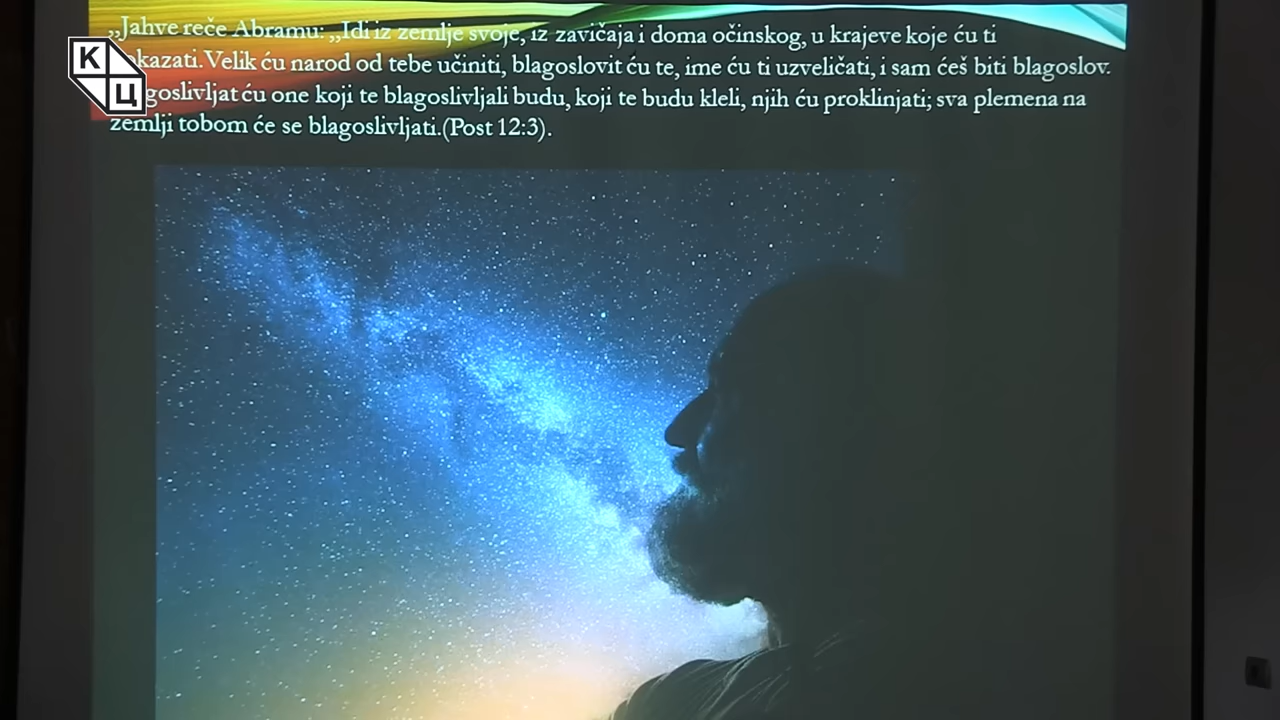 „Jahve reče Abramu: „Idi iz zemlje svoje, iz zavičaja i doma očinskog, u krajeve koje ću ti
К
Ц
kazati. Velik ću narod od tebe učiniti, blagoslovit ću te, ime ću ti uzveličati, i sam ćeš biti blagoslov.
goslivljat ću one koji te blagoslivljali budu, koji te budu kleli, njih ću proklinjati; sva plemena na
zemlji tobom će se blagoslivljati.(Post 12:3).